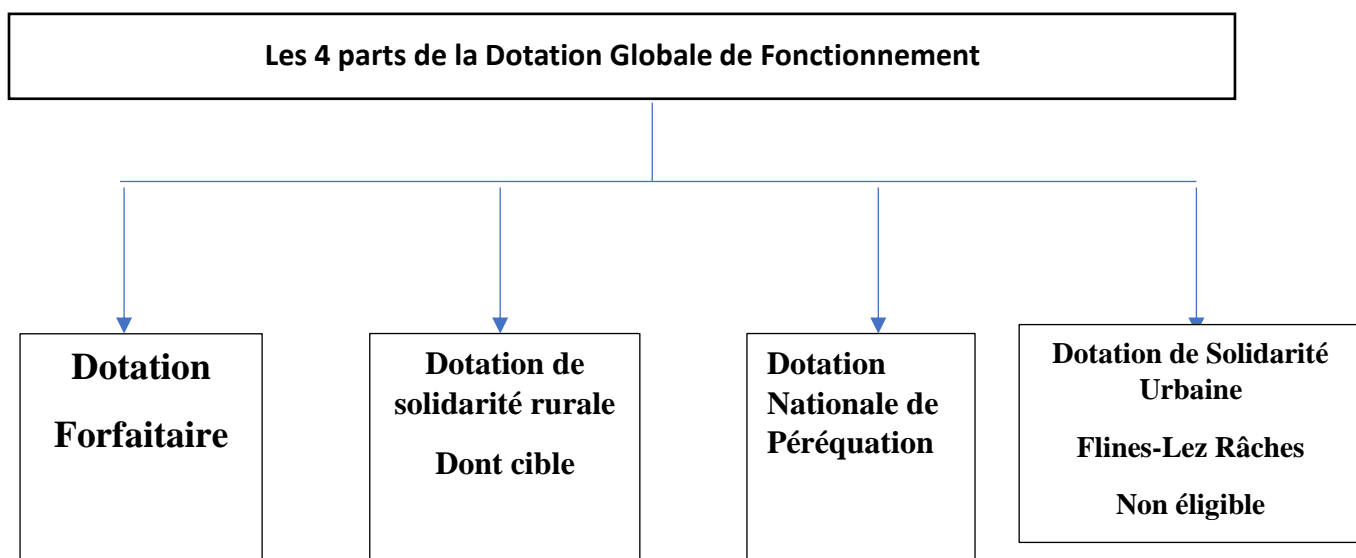 Les 4 parts de la Dotation Globale de Fonctionnement
Dotation
Forfaitaire
Dotation de
solidarité rurale
Dont cible
Dotation
Nationale de
Péréquation
Dotation de Solidarité
Urbaine
Flines-Lez Râches
Non éligible